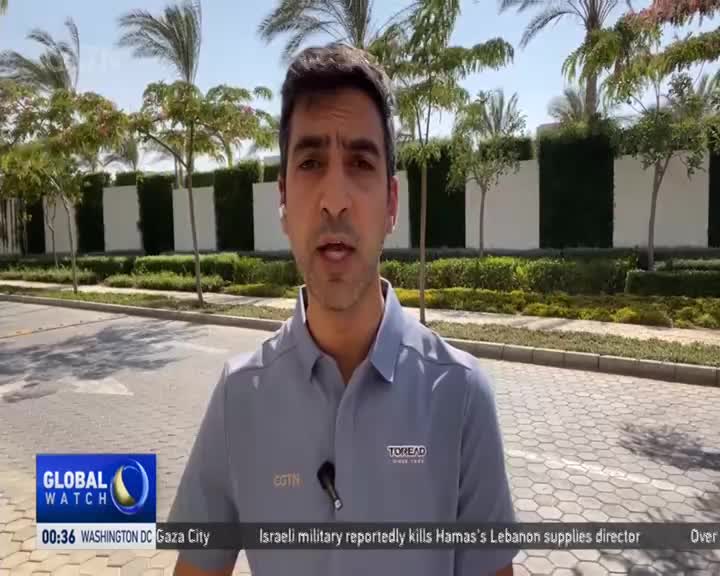 TOREAD
CGTN
GLOBAL
WATCH
00:36 WASHINGTON DC
Gaza City Israeli military reportedly kills Hamas's Lebanon supplies director Over